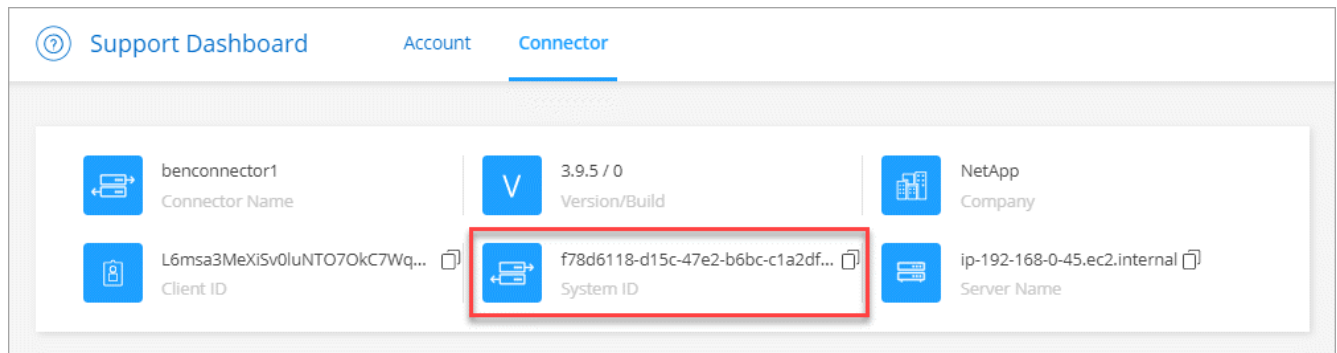 Support Dashboard Account Connector
benconnector1 3.9.5 / 0 NetApp
Connector Name V Version/Build Company
L6msa3MeXiSv0luNTO7OkC7Wq... f78d6118-d15c-47e2-b6bc-c1a2df... ip-192-168-0-45.ec2.internal
Client ID System ID Server Name